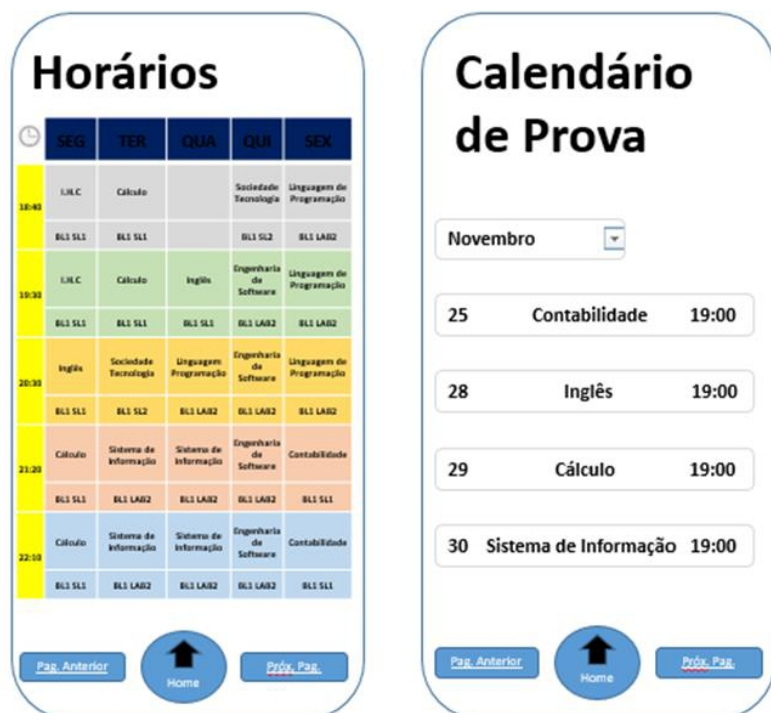 Horários
SEG TER QUA QUI SEX
18:40
I.H.C Cálculo Sociedade Tecnologia Linguagem de Programação
BL1 SL1 BL1 SL1 BL1 SL2 BL1 LAB2
19:30
I.H.C Cálculo Inglês Engenharia de Software Linguagem de Programação
BL1 SL1 BL1 SL1 BL1 SL1 BL1 LAB2 BL1 LAB2
20:30
Inglês Sociedade Tecnologia Linguagem Programação Engenharia de Software Linguagem de Programação
BL1 SL1 BL1 SL2 BL1 LAB2 BL1 LAB2 BL1 LAB2
21:20
Cálculo Sistema de Informação Sistema de Informação Engenharia de Software Contabilidade
BL1 SL1 BL1 LAB2 BL1 LAB2 BL1 LAB2 BL1 SL1
22:10
Cálculo Sistema de Informação Sistema de Informação Engenharia de Software Contabilidade
BL1 SL1 BL1 LAB2 BL1 LAB2 BL1 LAB2 BL1 SL1
Pag. Anterior
Home
Próx. Pag.
Calendário
de Prova
Novembro
25 Contabilidade 19:00
28 Inglês 19:00
29 Cálculo 19:00
30 Sistema de Informação 19:00
Pag. Anterior
Home
Próx. Pag.